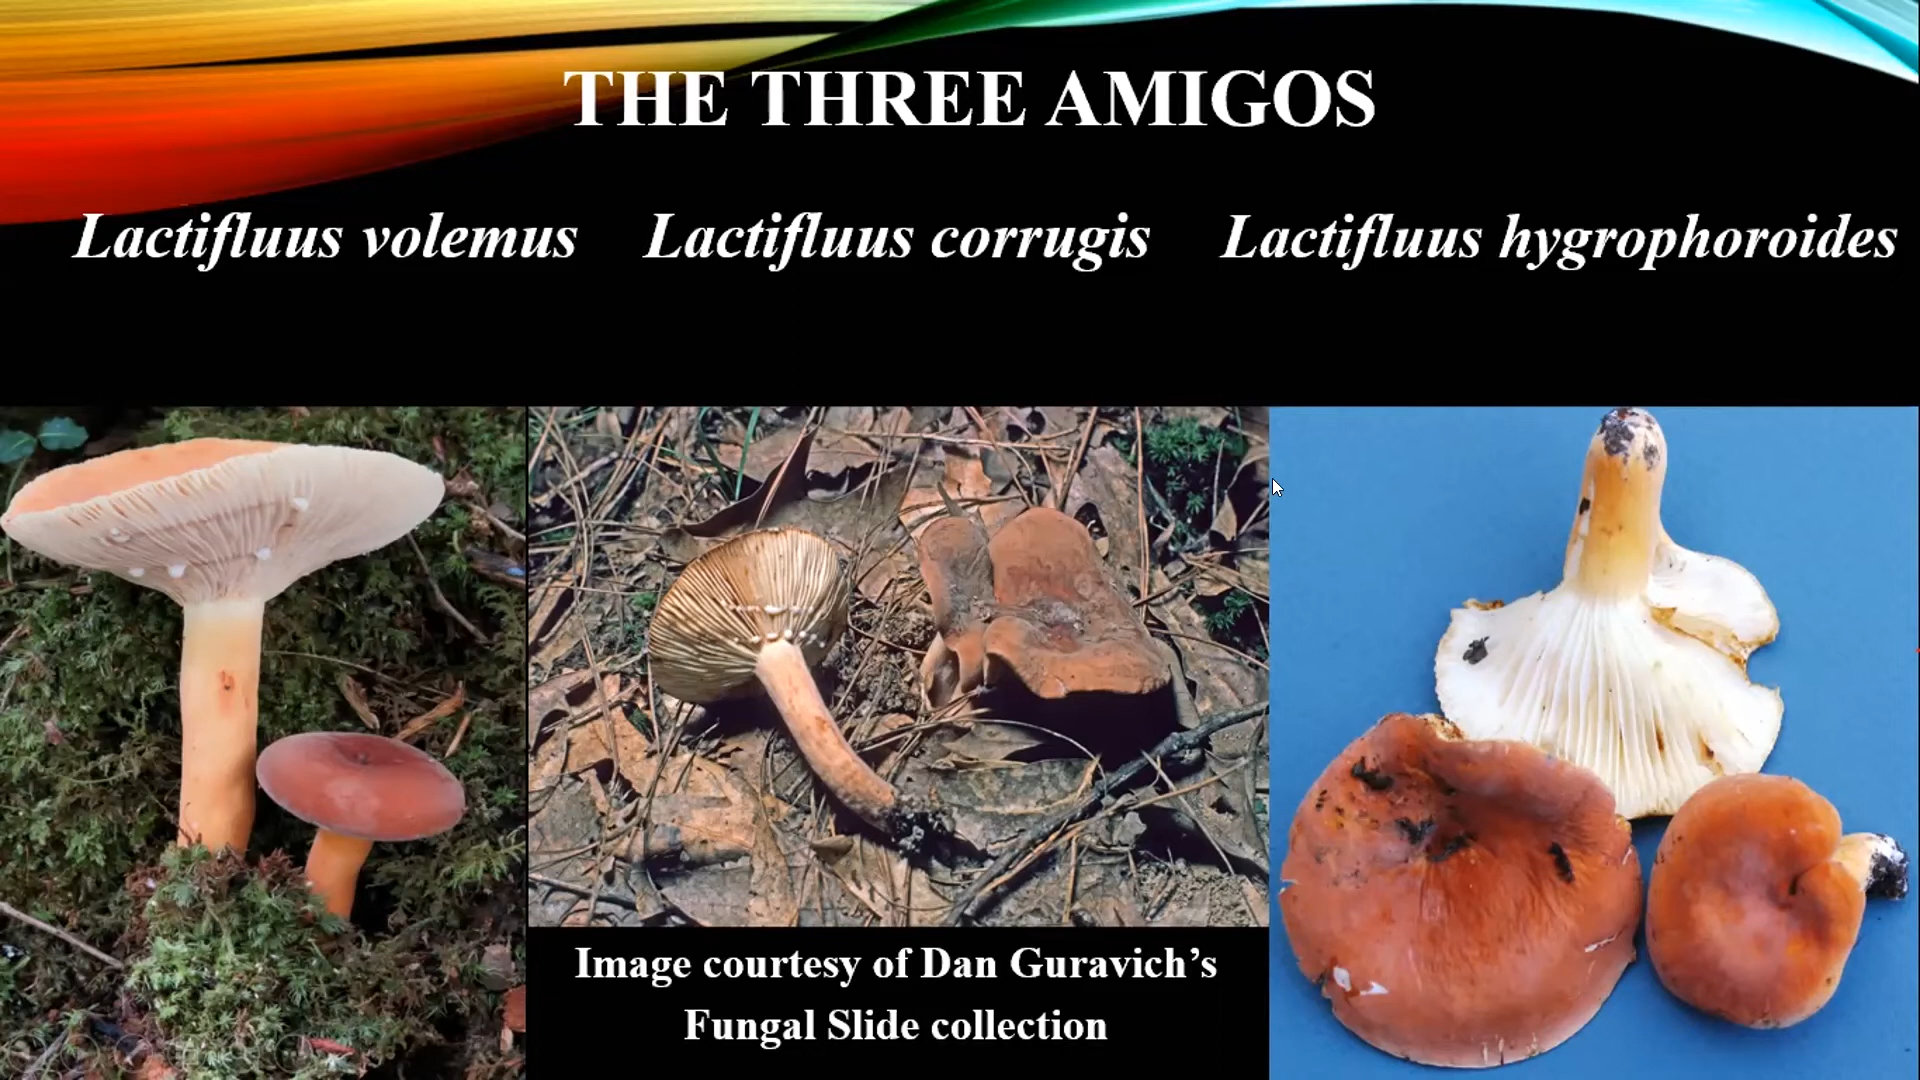 THE THREE AMIGOS
Lactifluus volemus Lactifluus corrugis Lactifluus hygrophoroides
Image courtesy of Dan Guravich’s
Fungal Slide collection